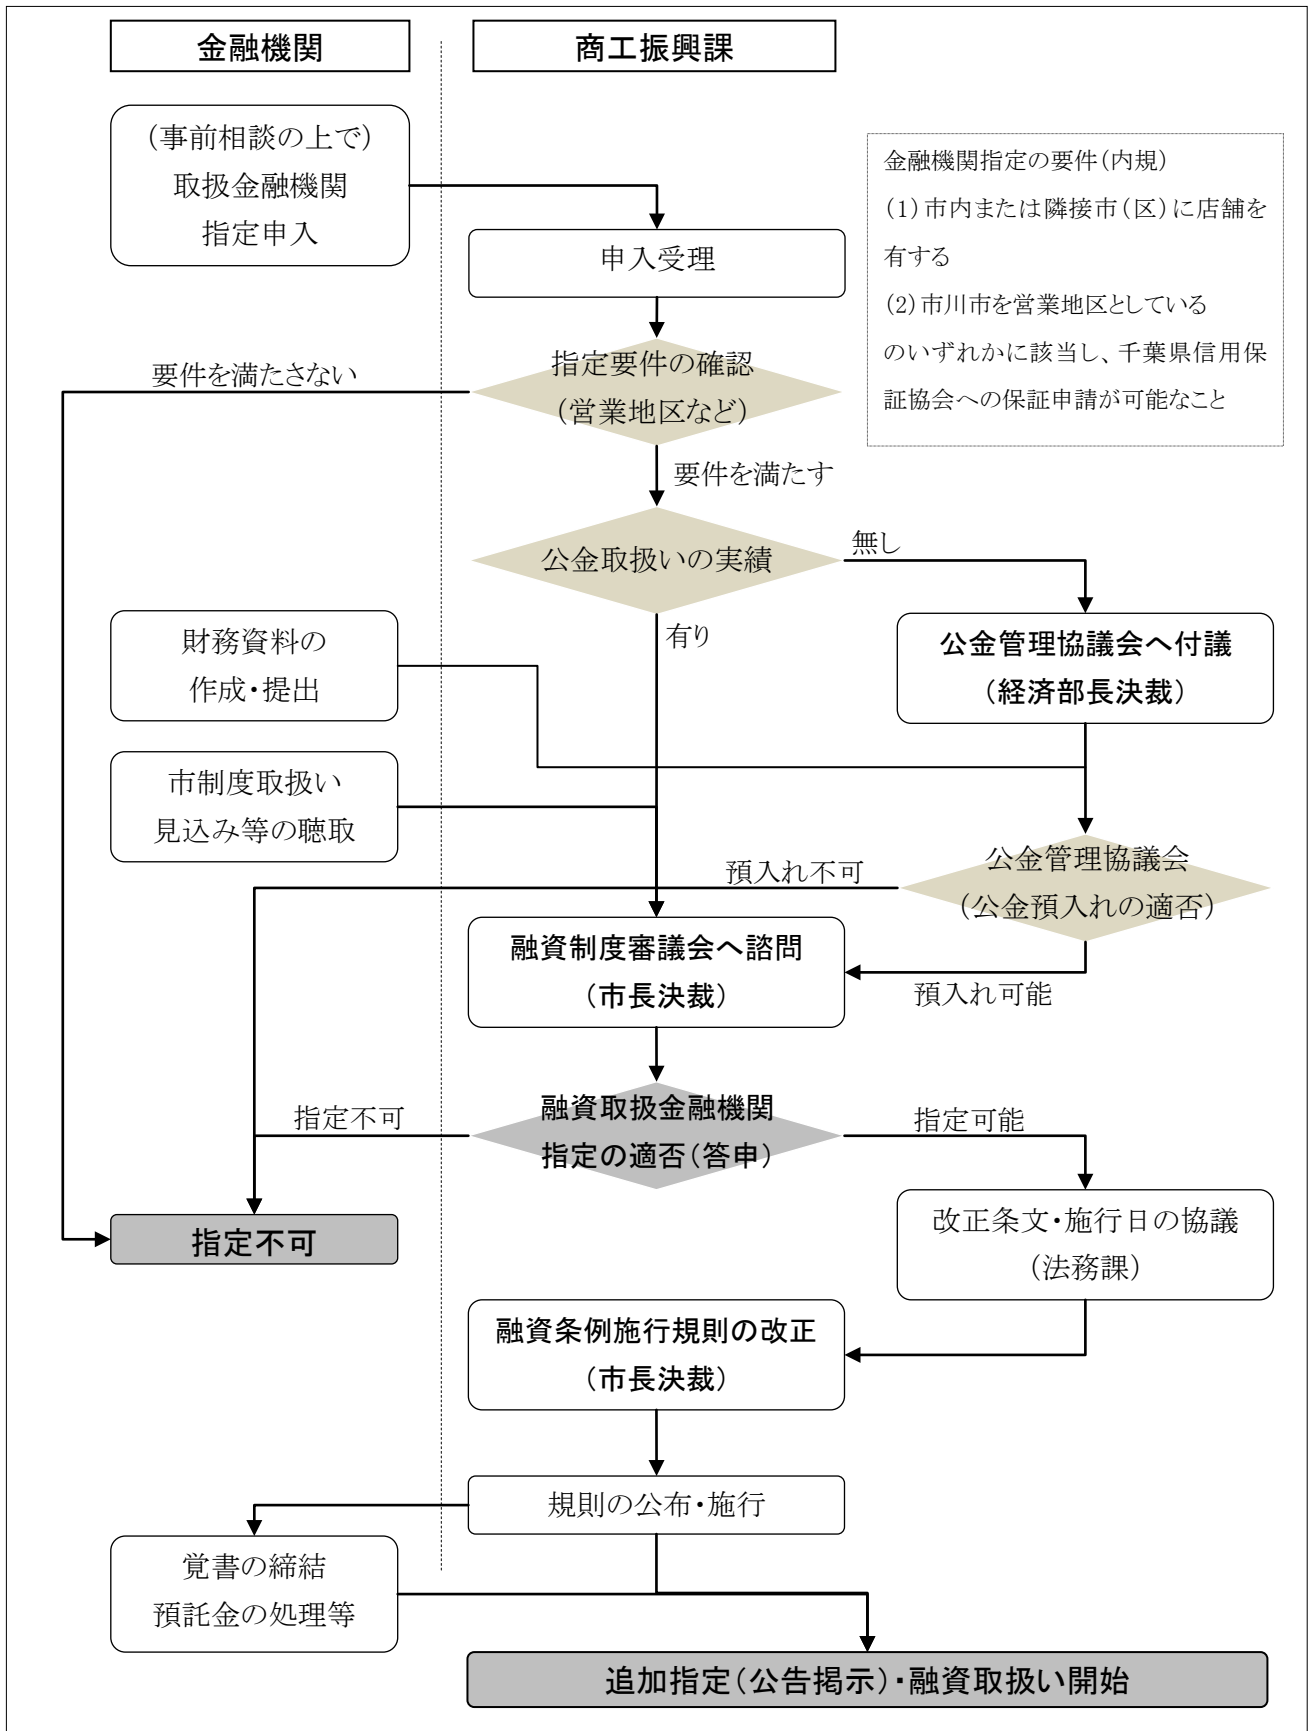 金融機関
商工振興課
(事前相談の上で)
取扱金融機関
指定申入
金融機関指定の要件(内規)
(1)市内または隣接市(区)に店舗を
有する
(2)市川市を営業地区としている
のいずれかに該当し、千葉県信用保
証協会への保証申請が可能なこと
申入受理
要件を満たさない
指定要件の確認
(営業地区など)
要件を満たす
公金取扱いの実績
無し
有り
財務資料の
作成・提出
公金管理協議会へ付議
(経済部長決裁)
市制度取扱い
見込み等の聴取
預入れ不可
公金管理協議会
(公金預入れの適否)
融資制度審議会へ諮問
(市長決裁)
預入れ可能
指定不可
融資取扱金融機関
指定の適否(答申)
指定可能
指定不可
改正条文・施行日の協議
(法務課)
融資条例施行規則の改正
(市長決裁)
規則の公布・施行
覚書の締結
預託金の処理等
追加指定(公告掲示)・融資取扱い開始